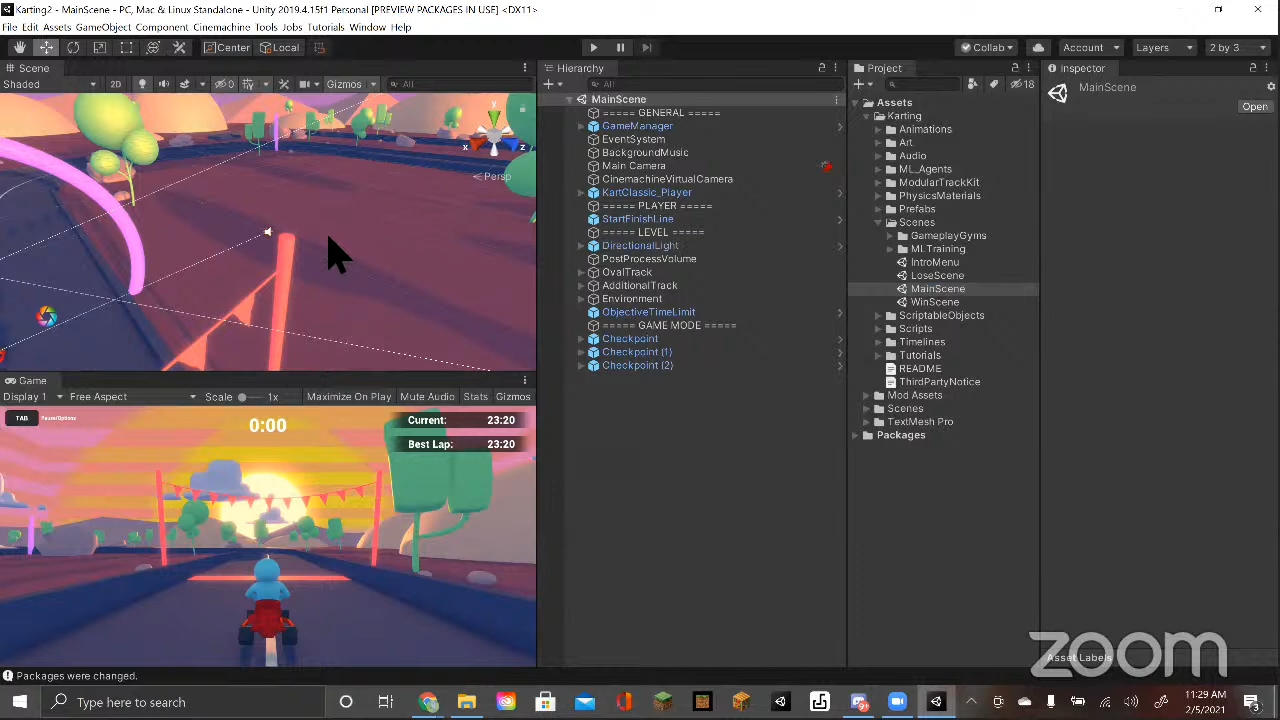 Karting2 - MainScene - PC, Mac & Linux Standalone - Unity 2019.4.15f1 Personal [PREVIEW PACKAGES IN USE] <DX11>
File Edit Assets GameObject Component Cinemachine Tools Jobs Tutorials Window Help
Center Local Collab Account Layers 2 by 3
Scene
Shaded 2D 0 Gizmos All
y
x z
Persp
Game
Display 1 Free Aspect Scale 1x Maximize On Play Mute Audio Stats Gizmos
TAB Pause/Options
0:00
Current: 23:20
Best Lap: 23:20
Hierarchy
All
MainScene
===== GENERAL =====
GameManager
EventSystem
BackgroundMusic
Main Camera
CinemachineVirtualCamera
KartClassic_Player
===== PLAYER =====
StartFinishLine
===== LEVEL =====
DirectionalLight
PostProcessVolume
OvalTrack
AdditionalTrack
Environment
ObjectiveTimeLimit
===== GAME MODE =====
Checkpoint
Checkpoint (1)
Checkpoint (2)
Project
18
Assets
Karting
Animations
Art
Audio
ML_Agents
ModularTrackKit
PhysicsMaterials
Prefabs
Scenes
GameplayGyms
MLTraining
IntroMenu
LoseScene
MainScene
WinScene
ScriptableObjects
Scripts
Timelines
Tutorials
README
ThirdPartyNotice
Mod Assets
Scenes
TextMesh Pro
Packages
Inspector
MainScene
Open
Asset Labels
zoom
Packages were changed.
Type here to search
11:29 AM
2/5/2021